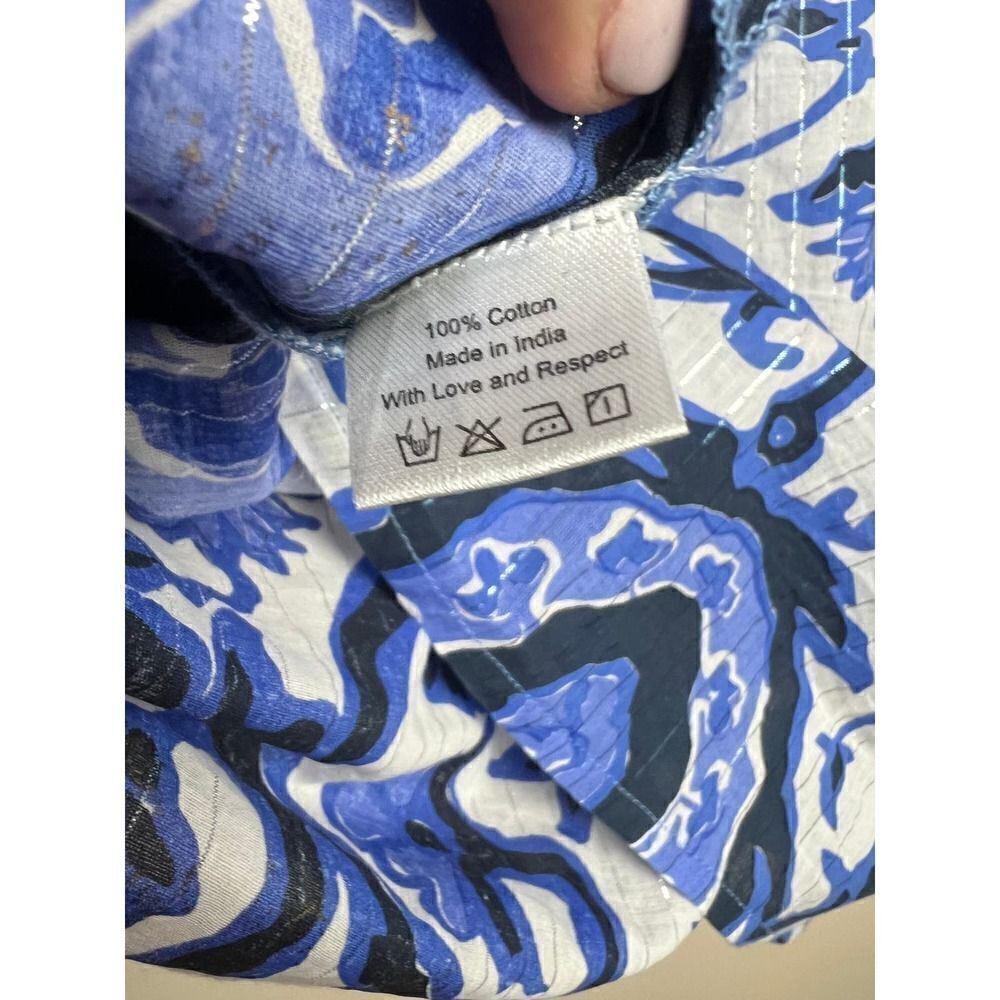 100% Cotton
Made in India
With Love and Respect